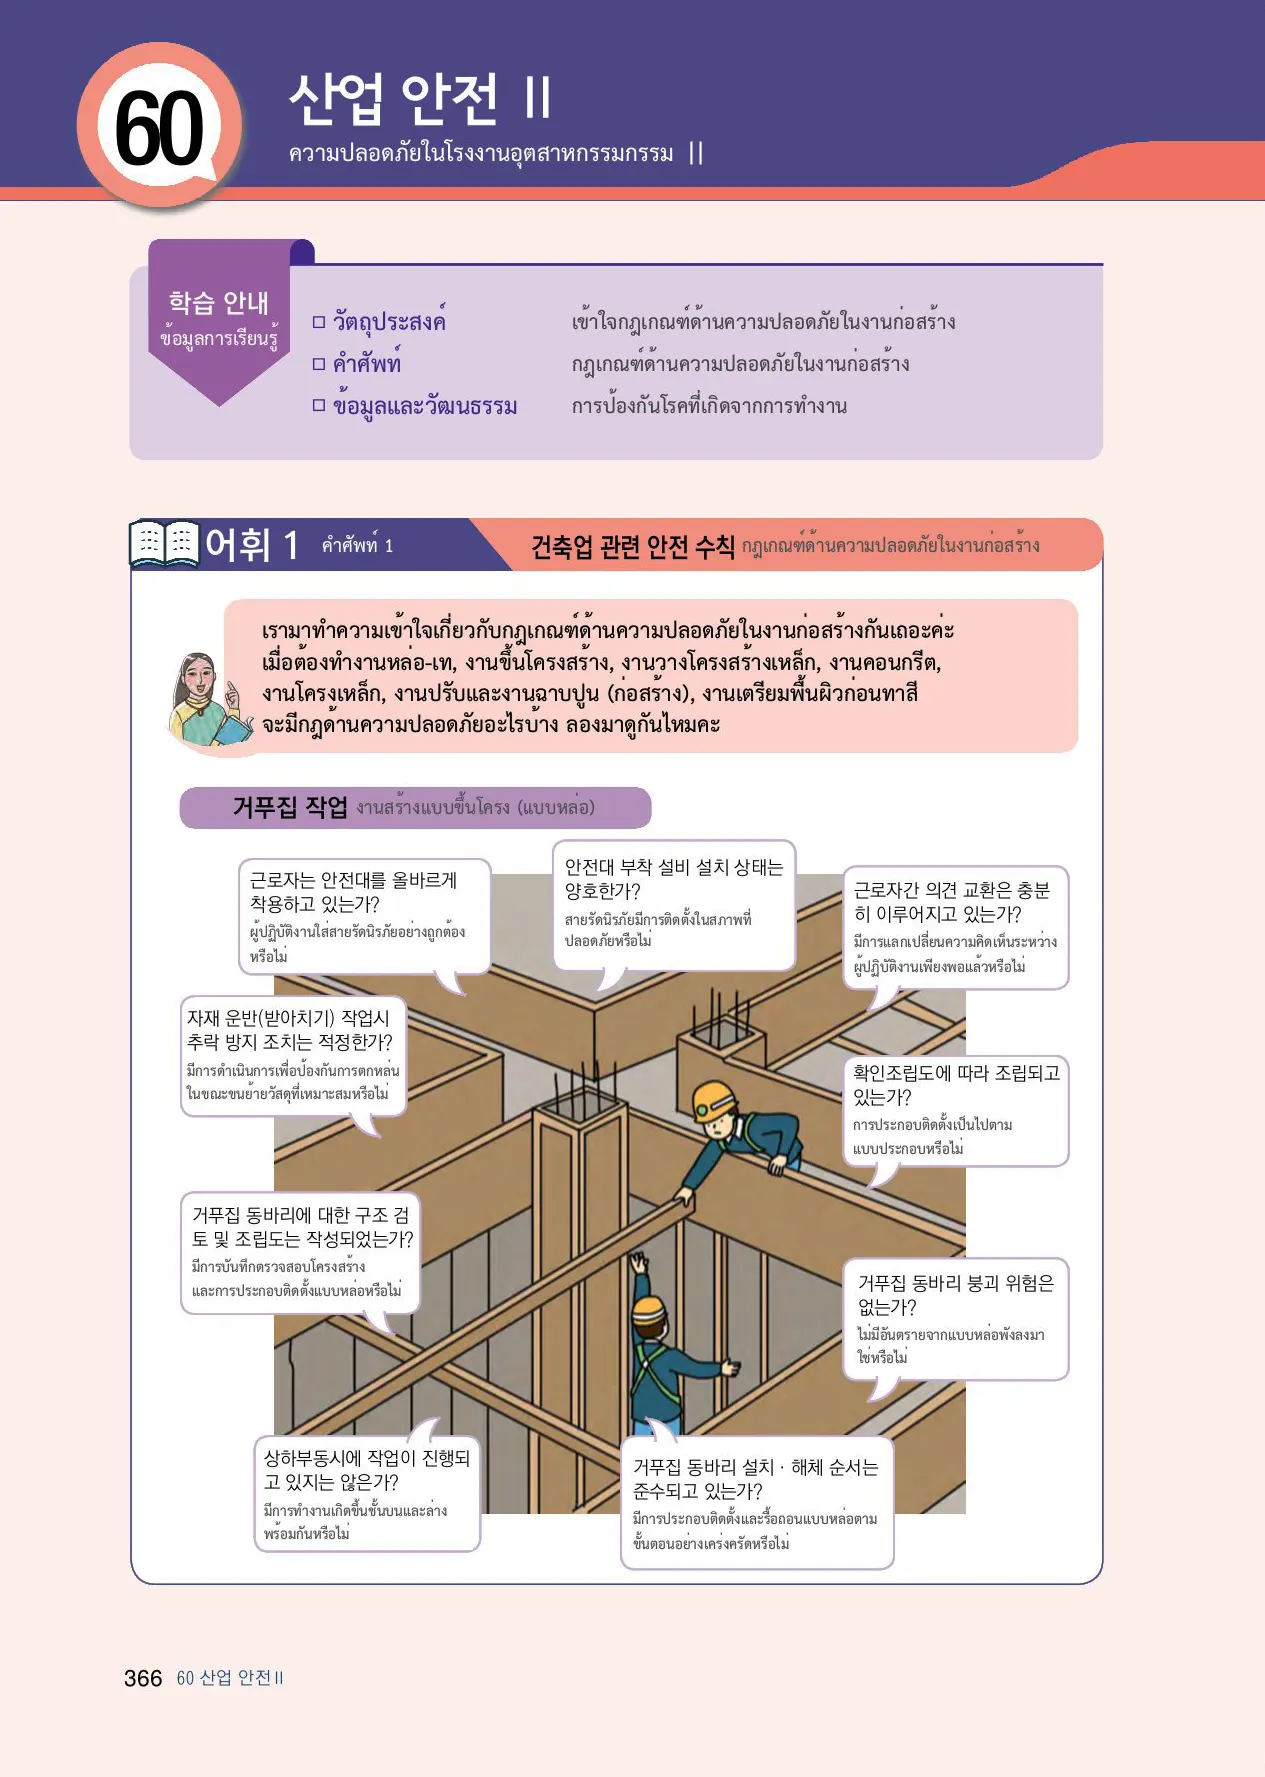 60
산업 안전 Ⅱ
ความปลอดภัยในโรงงานอุตสาหกรรมกรรม ||
학습 안내
ข้อมูลการเรียนรู้
□ วัตถุประสงค์ เข้าใจกฎเกณฑ์ด้านความปลอดภัยในงานก่อสร้าง
□ คำศัพท์ กฎเกณฑ์ด้านความปลอดภัยในงานก่อสร้าง
□ ข้อมูลและวัฒนธรรม การป้องกันโรคที่เกิดจากการทำงาน
어휘 1 คำศัพท์ 1 건축업 관련 안전 수칙 กฎเกณฑ์ด้านความปลอดภัยในงานก่อสร้าง
เรามาทำความเข้าใจเกี่ยวกับกฎเกณฑ์ด้านความปลอดภัยในงานก่อสร้างกันเถอะค่ะ
เมื่อต้องทำงานหล่อ-เท, งานขึ้นโครงสร้าง, งานวางโครงสร้างเหล็ก, งานคอนกรีต,
งานโครงเหล็ก, งานปรับและงานฉาบปูน (ก่อสร้าง), งานเตรียมพื้นผิวก่อนทาสี
จะมีกฎด้านความปลอดภัยอะไรบ้าง ลองมาดูกันไหมคะ
거푸집 작업 งานสร้างแบบขึ้นโครง (แบบหล่อ)
근로자는 안전대를 올바르게
착용하고 있는가?
ผู้ปฏิบัติงานใส่สายรัดนิรภัยอย่างถูกต้อง
หรือไม่
안전대 부착 설비 설치 상태는
양호한가?
สายรัดนิรภัยมีการติดตั้งในสภาพที่
ปลอดภัยหรือไม่
근로자간 의견 교환은 충분
히 이루어지고 있는가?
มีการแลกเปลี่ยนความคิดเห็นระหว่าง
ผู้ปฏิบัติงานเพียงพอแล้วหรือไม่
자재 운반(받아치기) 작업시
추락 방지 조치는 적정한가?
มีการดำเนินการเพื่อป้องกันการตกหล่น
ในขณะขนย้ายวัสดุที่เหมาะสมหรือไม่
확인조립도에 따라 조립되고
있는가?
การประกอบติดตั้งเป็นไปตาม
แบบประกอบหรือไม่
거푸집 동바리에 대한 구조 검
토 및 조립도는 작성되었는가?
มีการบันทึกตรวจสอบโครงสร้าง
และการประกอบติดตั้งแบบหล่อหรือไม่
거푸집 동바리 붕괴 위험은
없는가?
ไม่มีอันตรายจากแบบหล่อพังลงมา
ใช่หรือไม่
상하부동시에 작업이 진행되
고 있지는 않은가?
มีการทำงานเกิดขึ้นชั้นบนและล่าง
พร้อมกันหรือไม่
거푸집 동바리 설치 · 해체 순서는
준수되고 있는가?
มีการประกอบติดตั้งและรื้อถอนแบบหล่อตาม
ขั้นตอนอย่างเคร่งครัดหรือไม่
366 60 산업 안전Ⅱ